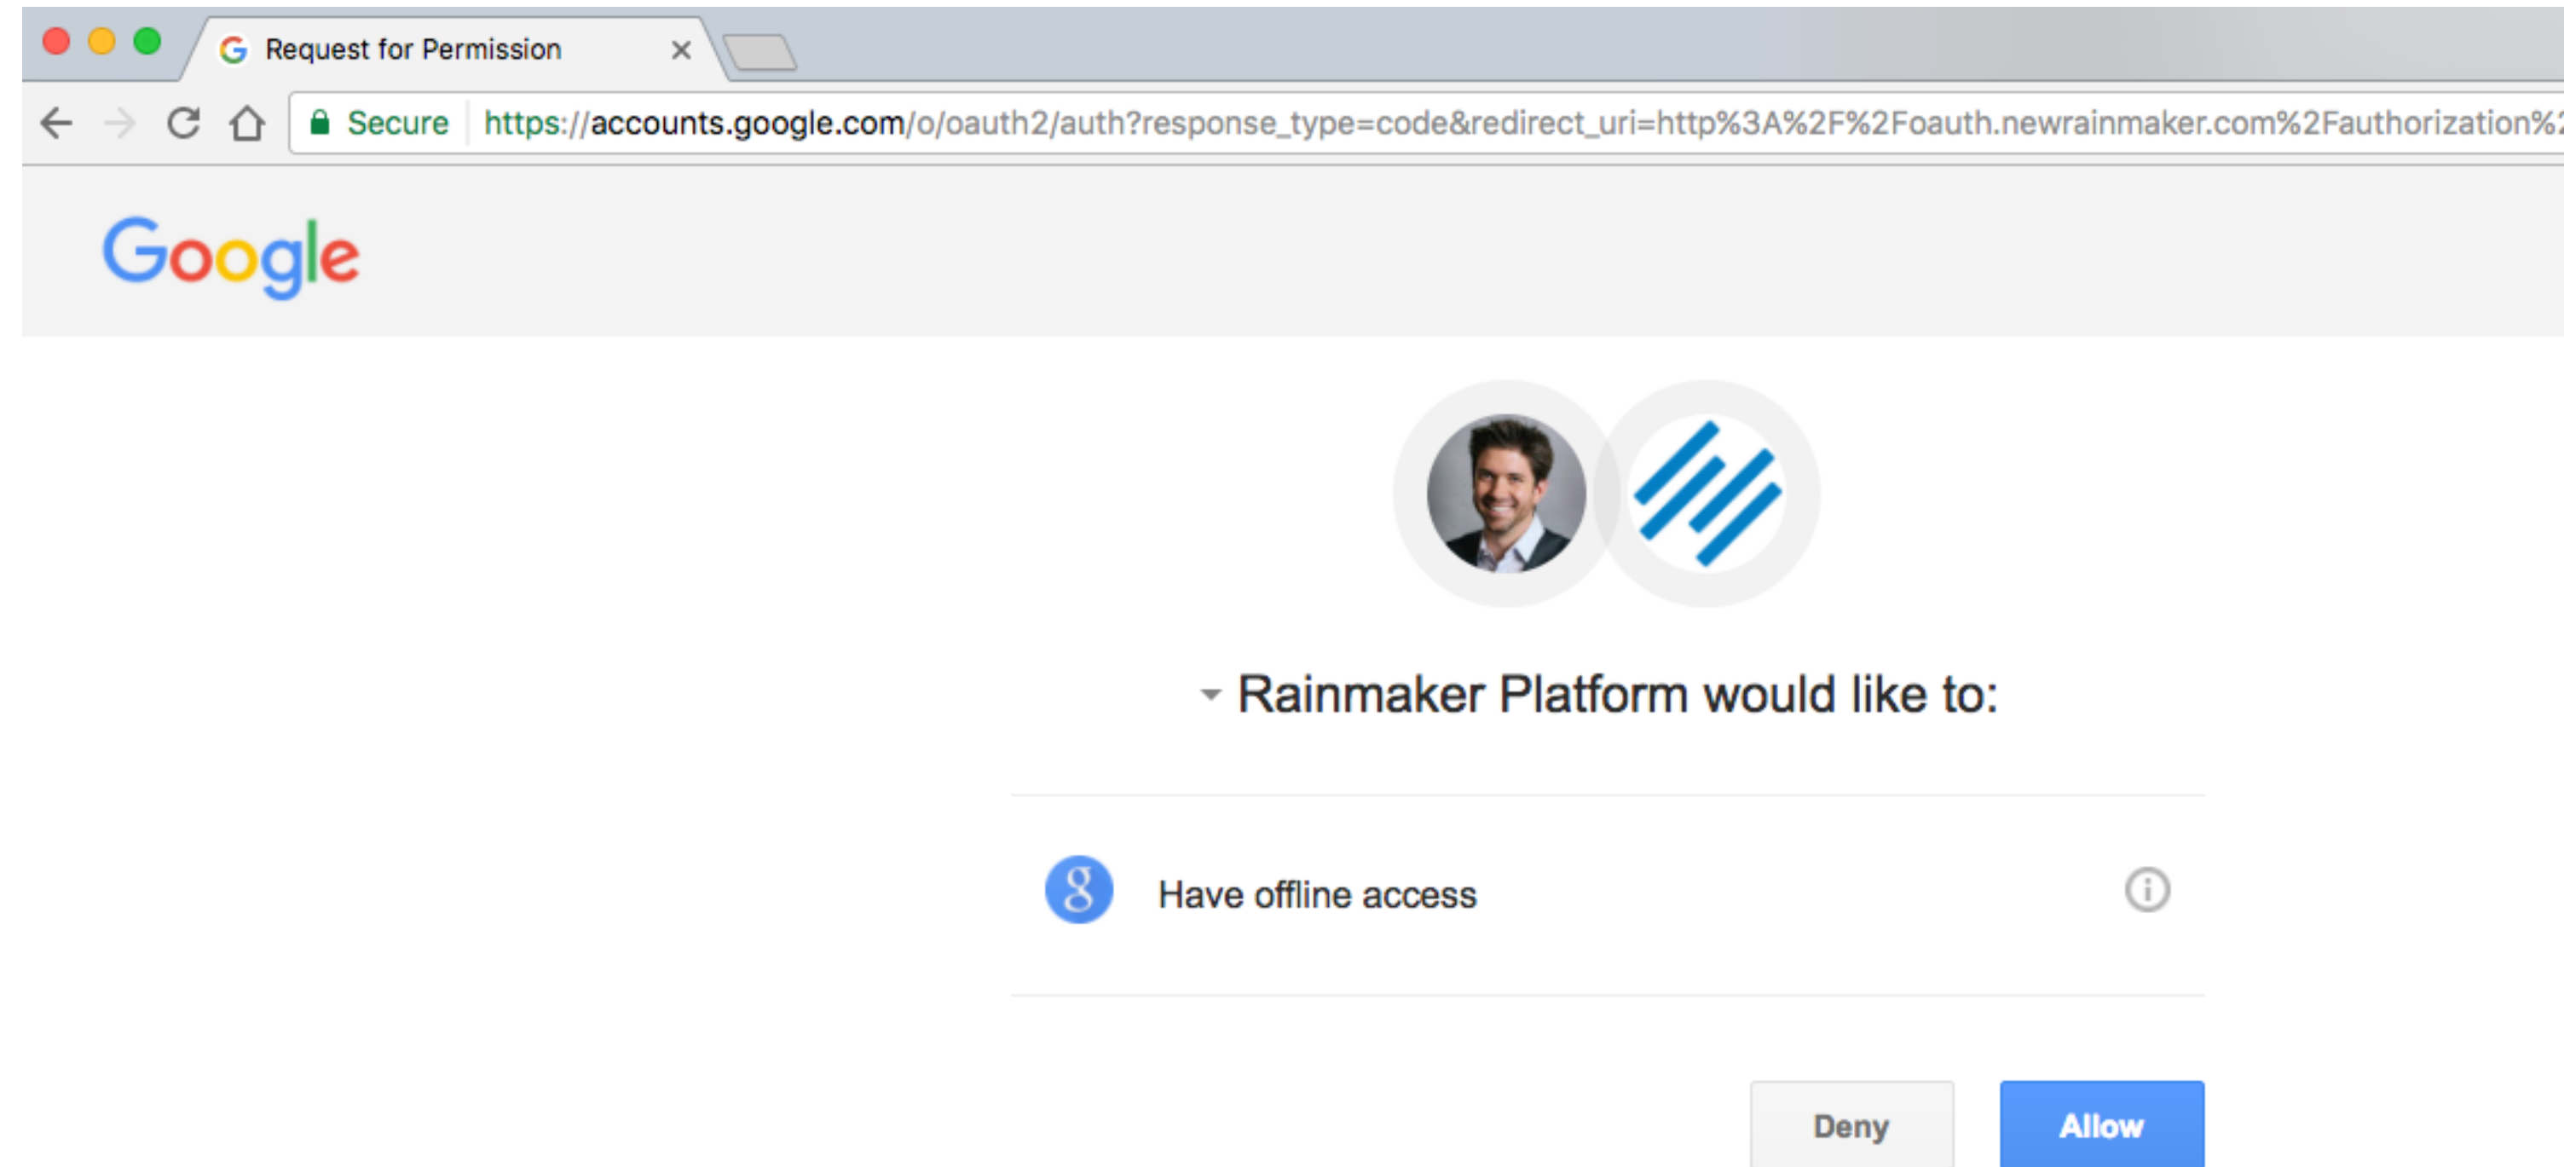 Request for Permission
Secure https://accounts.google.com/o/oauth2/auth?response_type=code&redirect_uri=http%3A%2F%2Foauth.newrainmaker.com%2Fauthorization%2
Google
Rainmaker Platform would like to:
Have offline access
Deny Allow